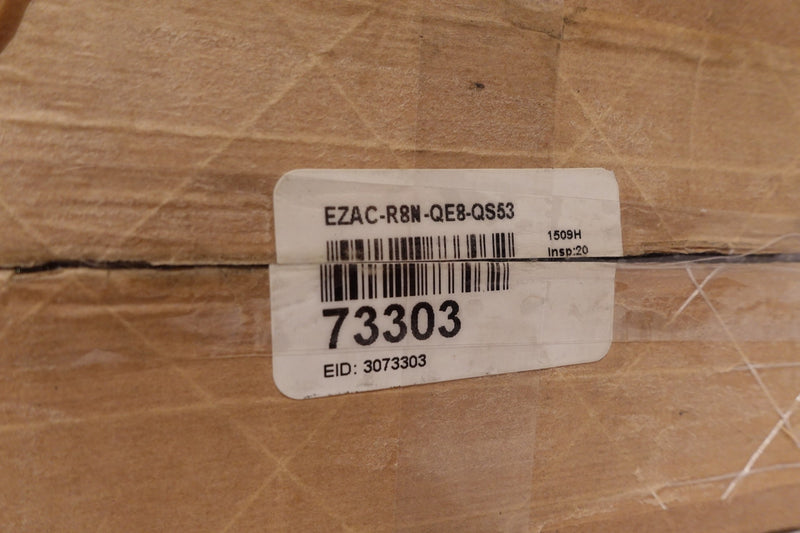 EZAC-R8N-QE8-QS53
1509H
Insp:20
73303
EID: 3073303